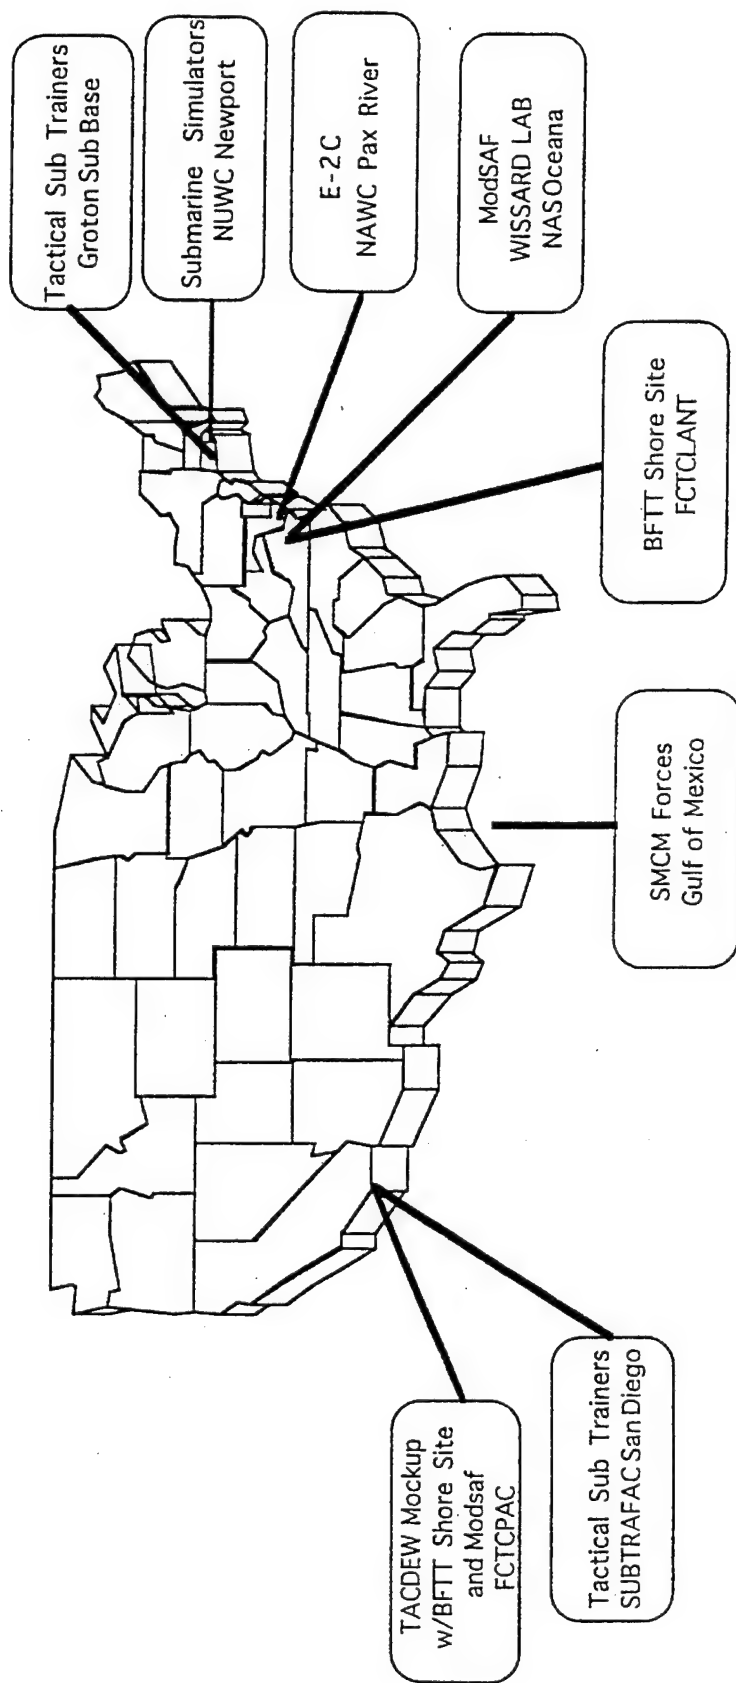 Tactical Sub Trainers
Groton Sub Base
Submarine Simulators
NUWC Newport
E-2C
NAWC Pax River
ModSAF
WISSARD LAB
NAS Oceana
BFTT Shore Site
FCTCLANT
SMCM Forces
Gulf of Mexico
TACDEW Mockup
w/BFTT Shore Site
and Modsaf
FCTCPAC
Tactical Sub Trainers
SUBTRAFAC San Diego